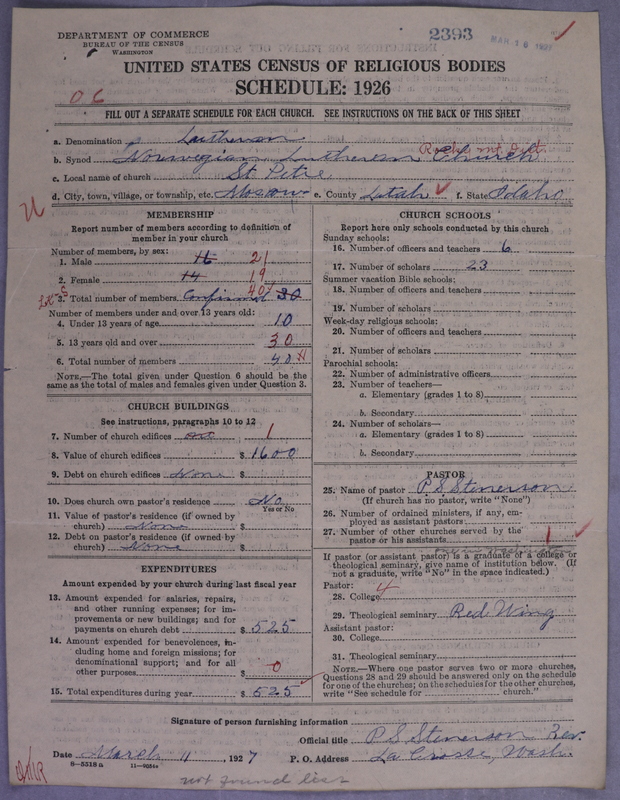 DEPARTMENT OF COMMERCE
BUREAU OF THE CENSUS
WASHINGTON
2393
MAR 16 1927
UNITED STATES CENSUS OF RELIGIOUS BODIES
SCHEDULE: 1926
06
FILL OUT A SEPARATE SCHEDULE FOR EACH CHURCH. SEE INSTRUCTIONS ON THE BACK OF THIS SHEET
a. Denomination Lutheran
b. Synod Norwegian Lutheran Church Rocky mt. Dist.
c. Local name of church St Petre
d. City, town, village, or township, etc. Moscow e. County Latah f. State Idaho
MEMBERSHIP
Report number of members according to definition of
member in your church
Number of members, by sex:
1. Male 16 21
2. Female 14 19
3. Total number of members Confirmed 30 40
Number of members under and over 13 years old:
4. Under 13 years of age 10
5. 13 years old and over 30
6. Total number of members 40
NOTE.—The total given under Question 6 should be the
same as the total of males and females given under Question 3.
CHURCH BUILDINGS
See instructions, paragraphs 10 to 12
7. Number of church edifices 1
8. Value of church edifices $ 1600
9. Debt on church edifices None $
10. Does church own pastor's residence No
Yes or No
11. Value of pastor's residence (if owned by
church) None $
12. Debt on pastor's residence (if owned by
church) None $
EXPENDITURES
Amount expended by your church during last fiscal year
13. Amount expended for salaries, repairs,
and other running expenses; for im-
provements or new buildings; and for
payments on church debt $ 525
14. Amount expended for benevolences, in-
cluding home and foreign missions; for
denominational support; and for all
other purposes $ 0
15. Total expenditures during year $ 525
CHURCH SCHOOLS
Report here only schools conducted by this church
Sunday schools:
16. Number of officers and teachers 6
17. Number of scholars 23
Summer vacation Bible schools:
18. Number of officers and teachers
19. Number of scholars
Week-day religious schools:
20. Number of officers and teachers
21. Number of scholars
Parochial schools:
22. Number of administrative officers
23. Number of teachers—
a. Elementary (grades 1 to 8)
b. Secondary
24. Number of scholars—
a. Elementary (grades 1 to 8)
b. Secondary
PASTOR
25. Name of pastor P S Stenerson
(If church has no pastor, write "None")
26. Number of ordained ministers, if any, em-
ployed as assistant pastors
27. Number of other churches served by the
pastor or his assistants 1
If pastor (or assistant pastor) is a graduate of a college or
theological seminary, give name of institution below. (If
not a graduate, write "No" in the space indicated.)
Pastor: 4
28. College
29. Theological seminary Red Wing
Assistant pastor:
30. College
31. Theological seminary
NOTE.—Where one pastor serves two or more churches,
Questions 28 and 29 should be answered only on the schedule
for one of the churches; on the schedules for the other churches,
write "See schedule for church."
Signature of person furnishing information
Official title P S Stenerson Rev.
Date March 11, 1927 P. O. Address La Crosse, Wash.
8—5518a 11—9054a
not found list